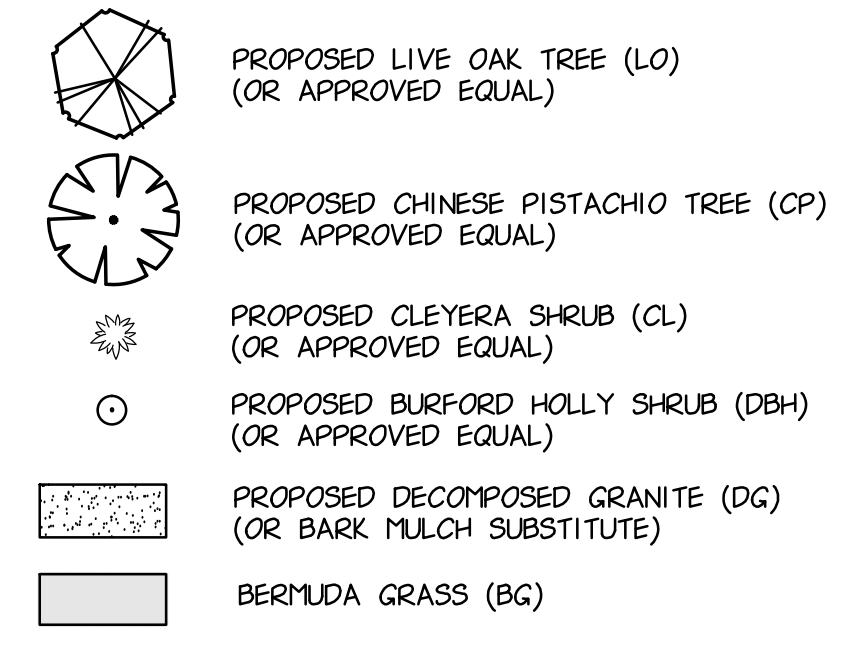 PROPOSED LIVE OAK TREE (LO)
(OR APPROVED EQUAL)
PROPOSED CHINESE PISTACHIO TREE (CP)
(OR APPROVED EQUAL)
PROPOSED CLEYERA SHRUB (CL)
(OR APPROVED EQUAL)
PROPOSED BURFORD HOLLY SHRUB (DBH)
(OR APPROVED EQUAL)
PROPOSED DECOMPOSED GRANITE (DG)
(OR BARK MULCH SUBSTITUTE)
BERMUDA GRASS (BG)